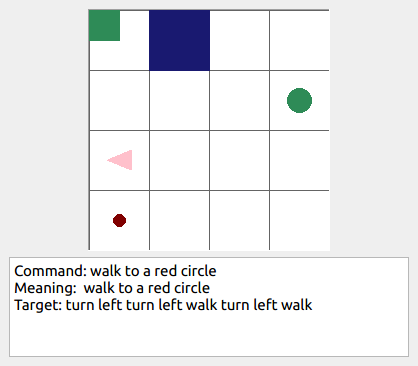 Command: walk to a red circle
Meaning:  walk to a red circle
Target: turn left turn left walk turn left walk